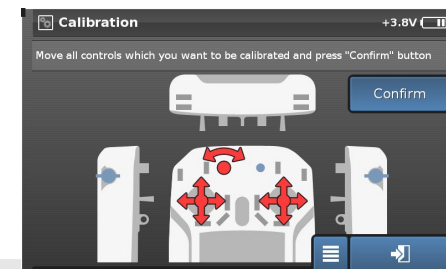 Calibration
+3.8V
Move all controls which you want to be calibrated and press "Confirm" button
Confirm